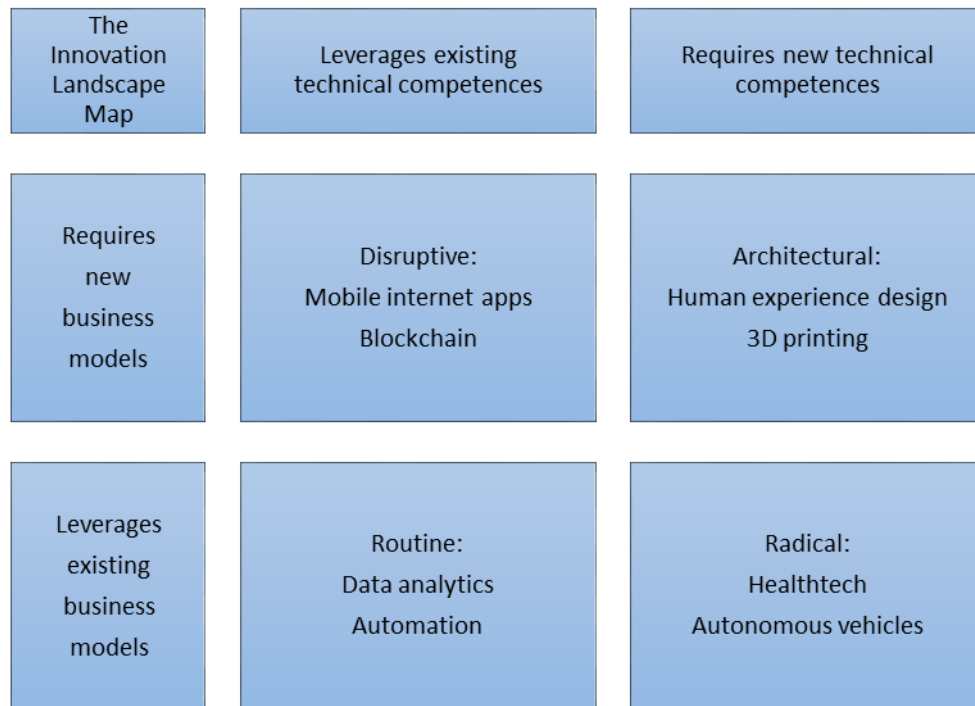 The
Innovation
Landscape
Map
Leverages existing
technical competences
Requires new technical
competences
Requires
new
business
models
Disruptive:
Mobile internet apps
Blockchain
Architectural:
Human experience design
3D printing
Leverages
existing
business
models
Routine:
Data analytics
Automation
Radical:
Healthtech
Autonomous vehicles